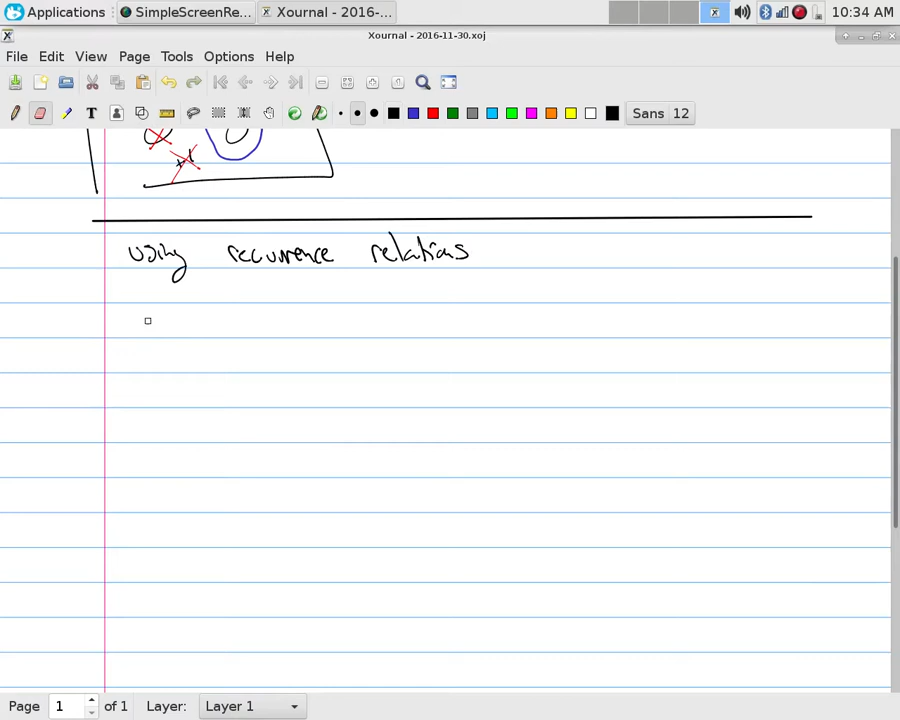 Applications
SimpleScreenRe...
Xournal - 2016-...
10:34 AM
Xournal - 2016-11-30.xoj
File Edit View Page Tools Options Help
T
Sans 12
+1
using recurrence relations
Page 1 of 1 Layer: Layer 1